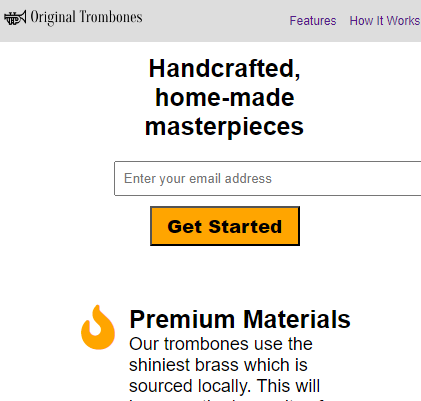 Original Trombones
Features How It Works
Handcrafted,
home-made
masterpieces
Enter your email address
Get Started
Premium Materials
Our trombones use the
shiniest brass which is
sourced locally. This will